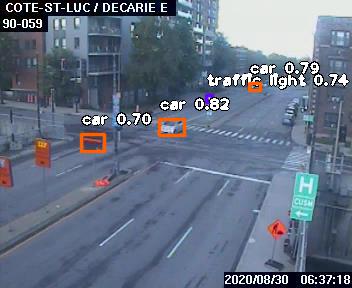 COTE-ST-LUC / DECARIE E
90-059
car 0.79
traffic light 0.74
car 0.82
car 0.70
H
CUSM
2020/08/30 06:37:18